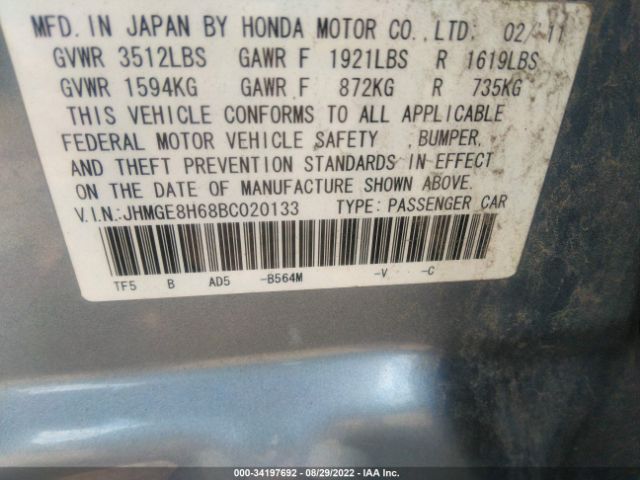 MFD. IN JAPAN BY HONDA MOTOR CO., LTD. 02/ 11
GVWR 3512LBS GAWR F 1921LBS R 1619LBS
GVWR 1594KG GAWR F 872KG R 735KG
THIS VEHICLE CONFORMS TO ALL APPLICABLE
FEDERAL MOTOR VEHICLE SAFETY , BUMPER,
AND THEFT PREVENTION STANDARDS IN EFFECT
ON THE DATE OF MANUFACTURE SHOWN ABOVE.
V.I.N.:JHMGE8H68BC020133 TYPE: PASSENGER CAR
TF5 B AD5 -B564M -V -C
000-34197692 - 08/29/2022 - IAA Inc.